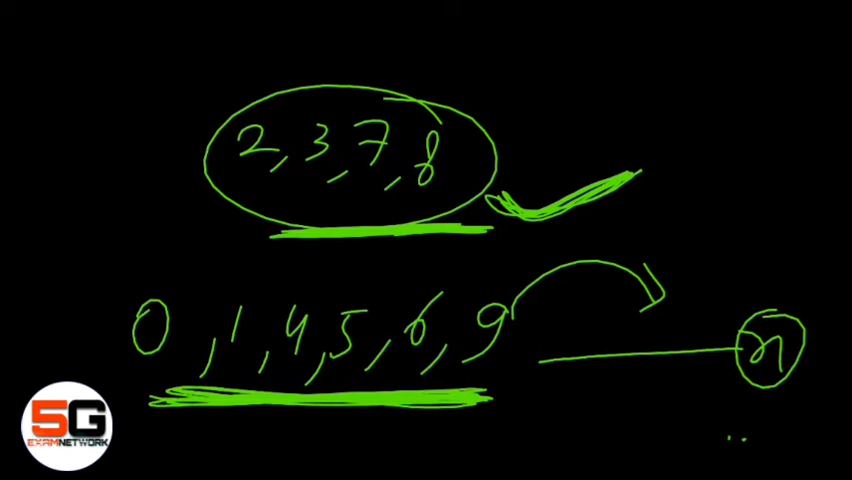 2, 3, 7, 8
0, 1, 4, 5, 6, 9
5G
EXAMNETWORK